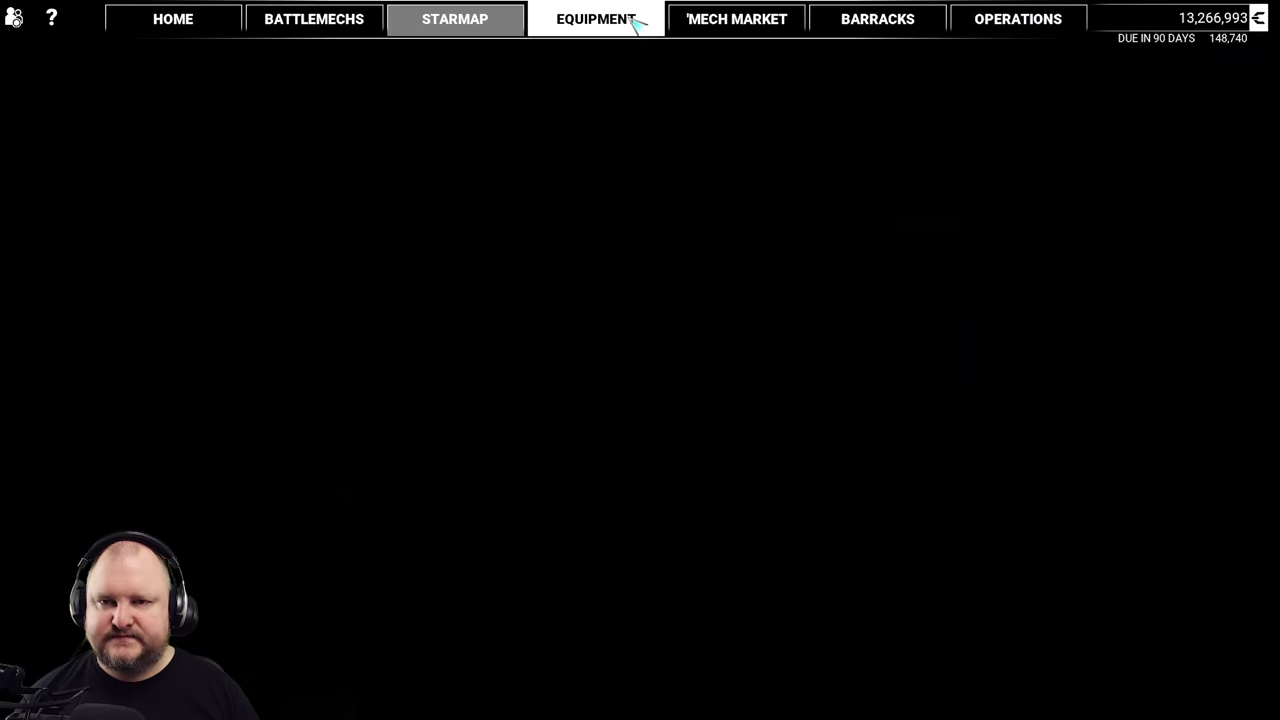 ?
HOME
BATTLEMECHS
STARMAP
EQUIPMENT
'MECH MARKET
BARRACKS
OPERATIONS
13,266,993
DUE IN 90 DAYS 148,740